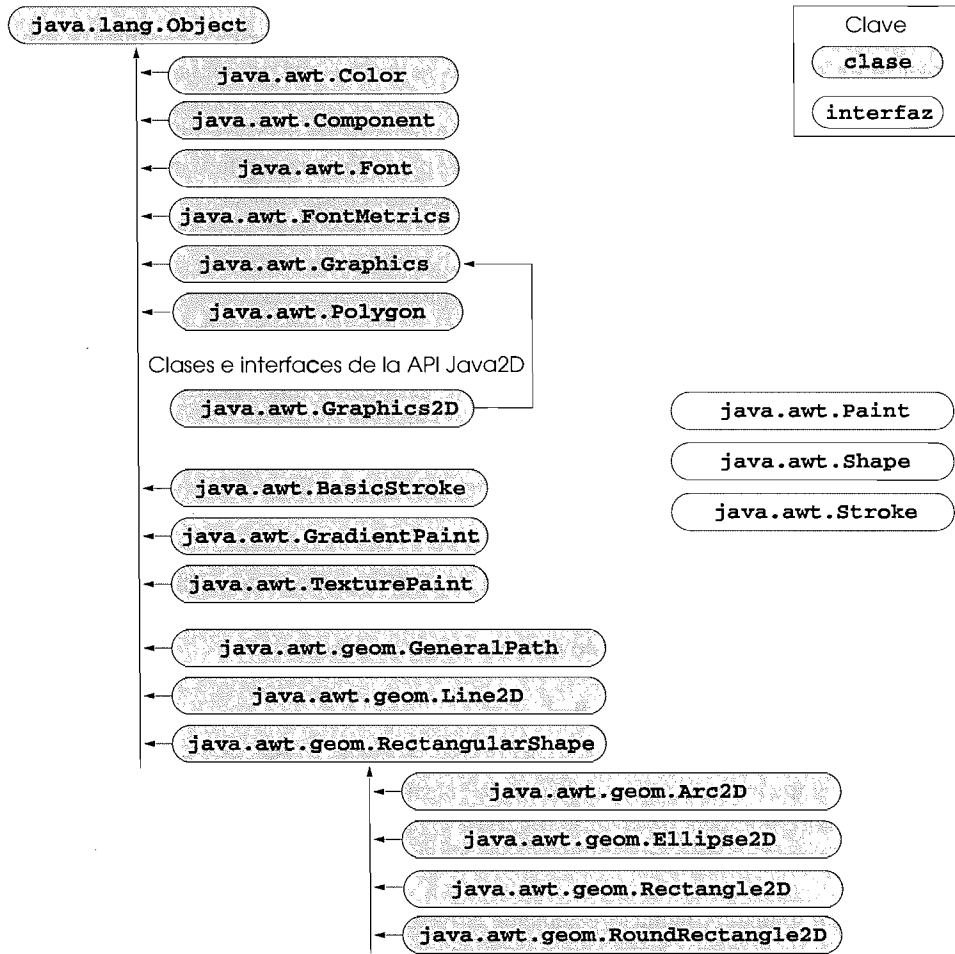 java.lang.Object
Clave
clase
interfaz
java.awt.Color
java.awt.Component
java.awt.Font
java.awt.FontMetrics
java.awt.Graphics
java.awt.Polygon
Clases e interfaces de la API Java2D
java.awt.Graphics2D
java.awt.Paint
java.awt.Shape
java.awt.Stroke
java.awt.BasicStroke
java.awt.GradientPaint
java.awt.TexturePaint
java.awt.geom.GeneralPath
java.awt.geom.Line2D
java.awt.geom.RectangularShape
java.awt.geom.Arc2D
java.awt.geom.Ellipse2D
java.awt.geom.Rectangle2D
java.awt.geom.RoundRectangle2D